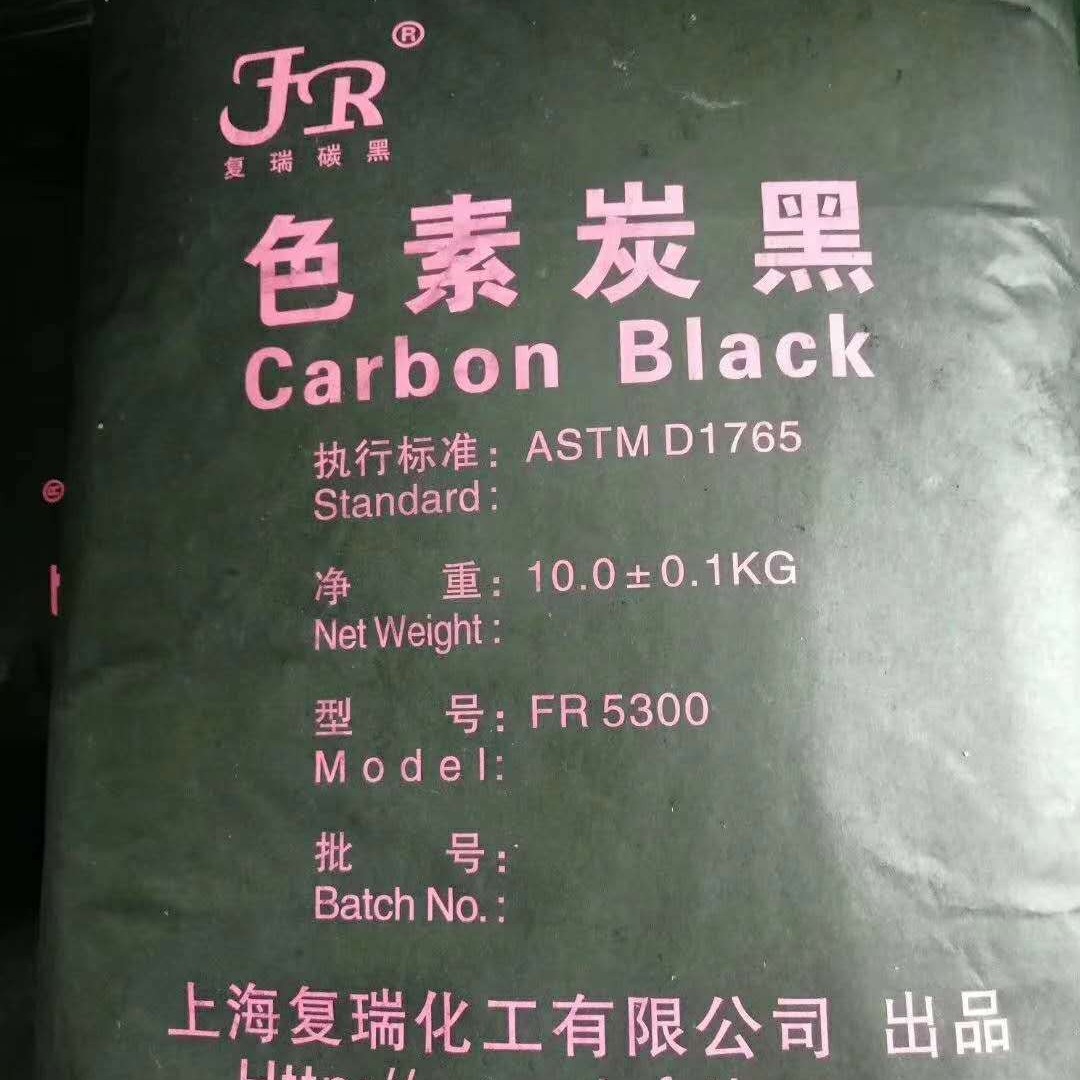 FR®
复瑞碳黑
色素炭黑
Carbon Black
执行标准：ASTM D1765
Standard：
净 重：10.0±0.1KG
Net Weight：
型 号：FR 5300
Model：
批 号：
Batch No.：
上海复瑞化工有限公司 出品
®